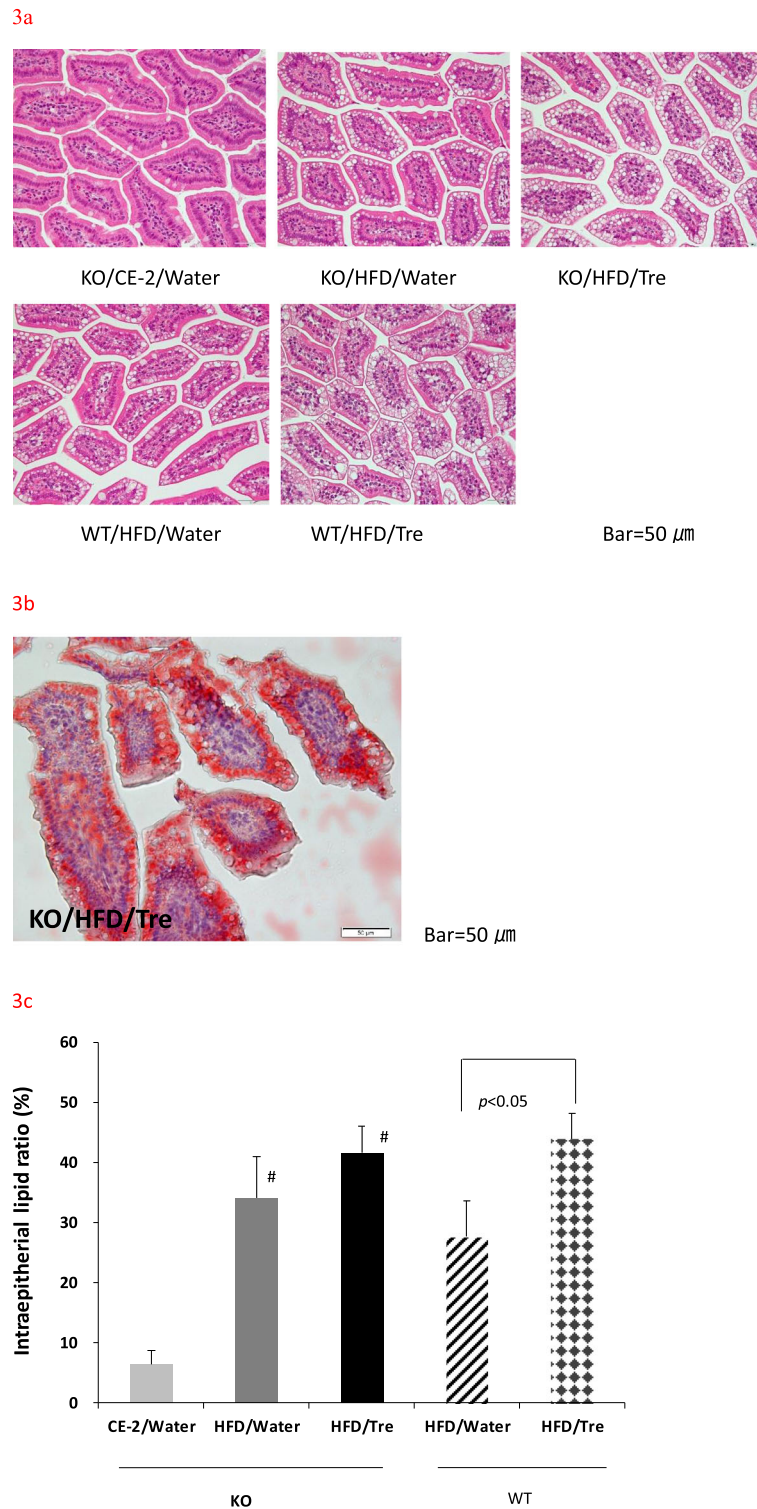 3a
KO/CE-2/Water KO/HFD/Water KO/HFD/Tre
WT/HFD/Water WT/HFD/Tre Bar=50 ㎛
3b
KO/HFD/Tre
50 μm
Bar=50 ㎛
3c
Intraepitherial lipid ratio (%)
60
50
40
30
20
10
0
p<0.05
#
#
CE-2/Water HFD/Water HFD/Tre HFD/Water HFD/Tre
KO WT